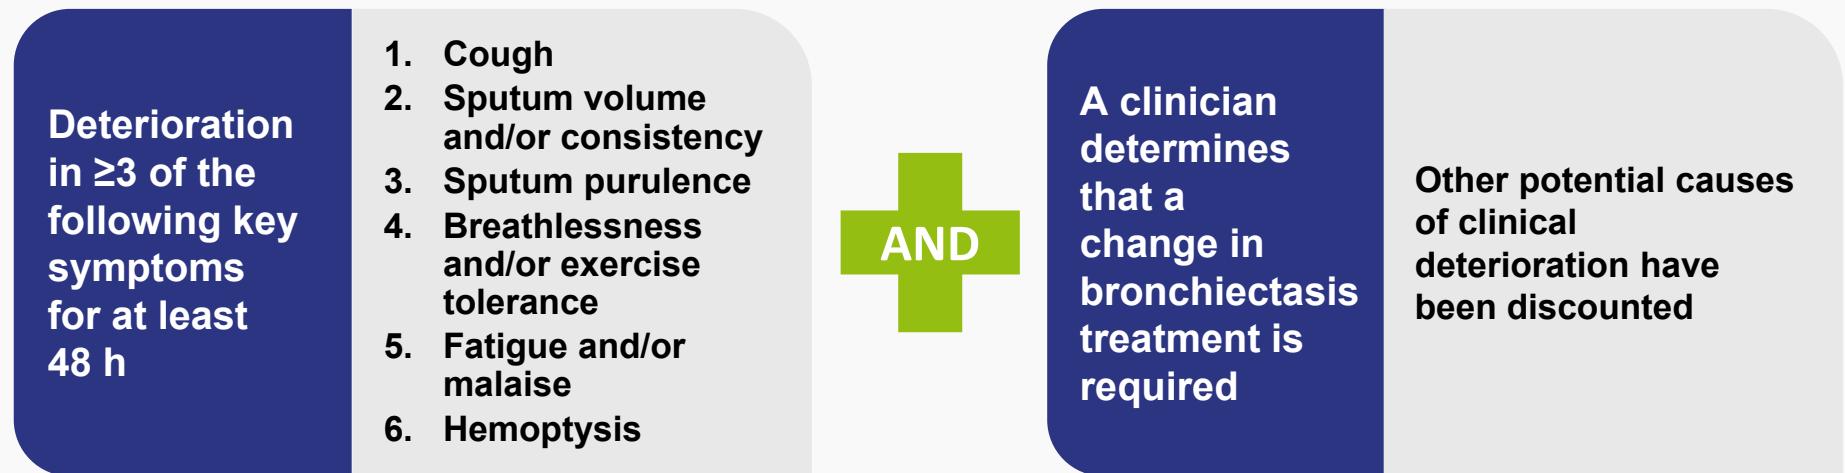 Deterioration
in ≥3 of the
following key
symptoms
for at least
48 h
1. Cough
2. Sputum volume
and/or consistency
3. Sputum purulence
4. Breathlessness
and/or exercise
tolerance
5. Fatigue and/or
malaise
6. Hemoptysis
AND
A clinician
determines
that a
change in
bronchiectasis
treatment is
required
Other potential causes
of clinical
deterioration have
been discounted